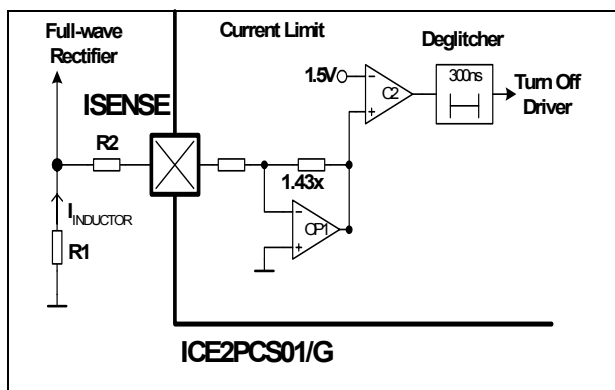 Full-wave
Rectifier
Current Limit
Deglitcher
1.5V
300ns
C2
Turn Off
Driver
ISENSE
R2
1.43x
I INDUCTOR
OP1
R1
ICE2PCS01/G